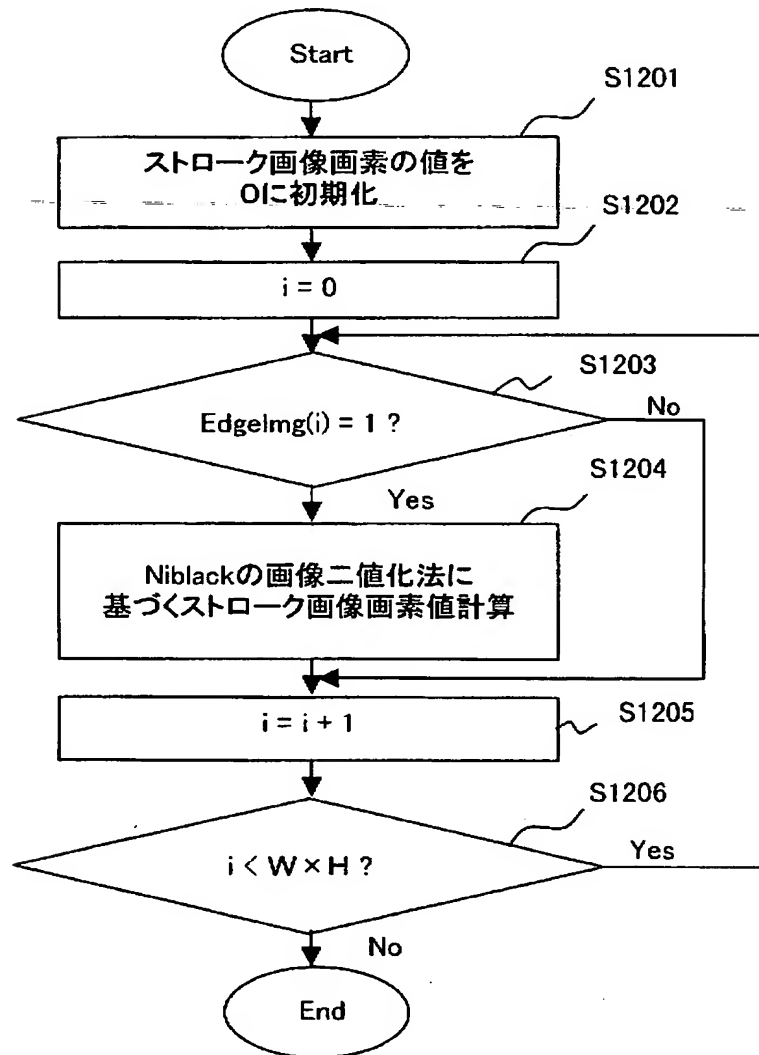 Start
S1201
ストローク画像画素の値を
0に初期化
S1202
i = 0
S1203
EdgeImg(i) = 1 ?
No
Yes
S1204
Niblackの画像二値化法に
基づくストローク画像画素値計算
i = i + 1
S1205
S1206
i < W × H ?
Yes
No
End